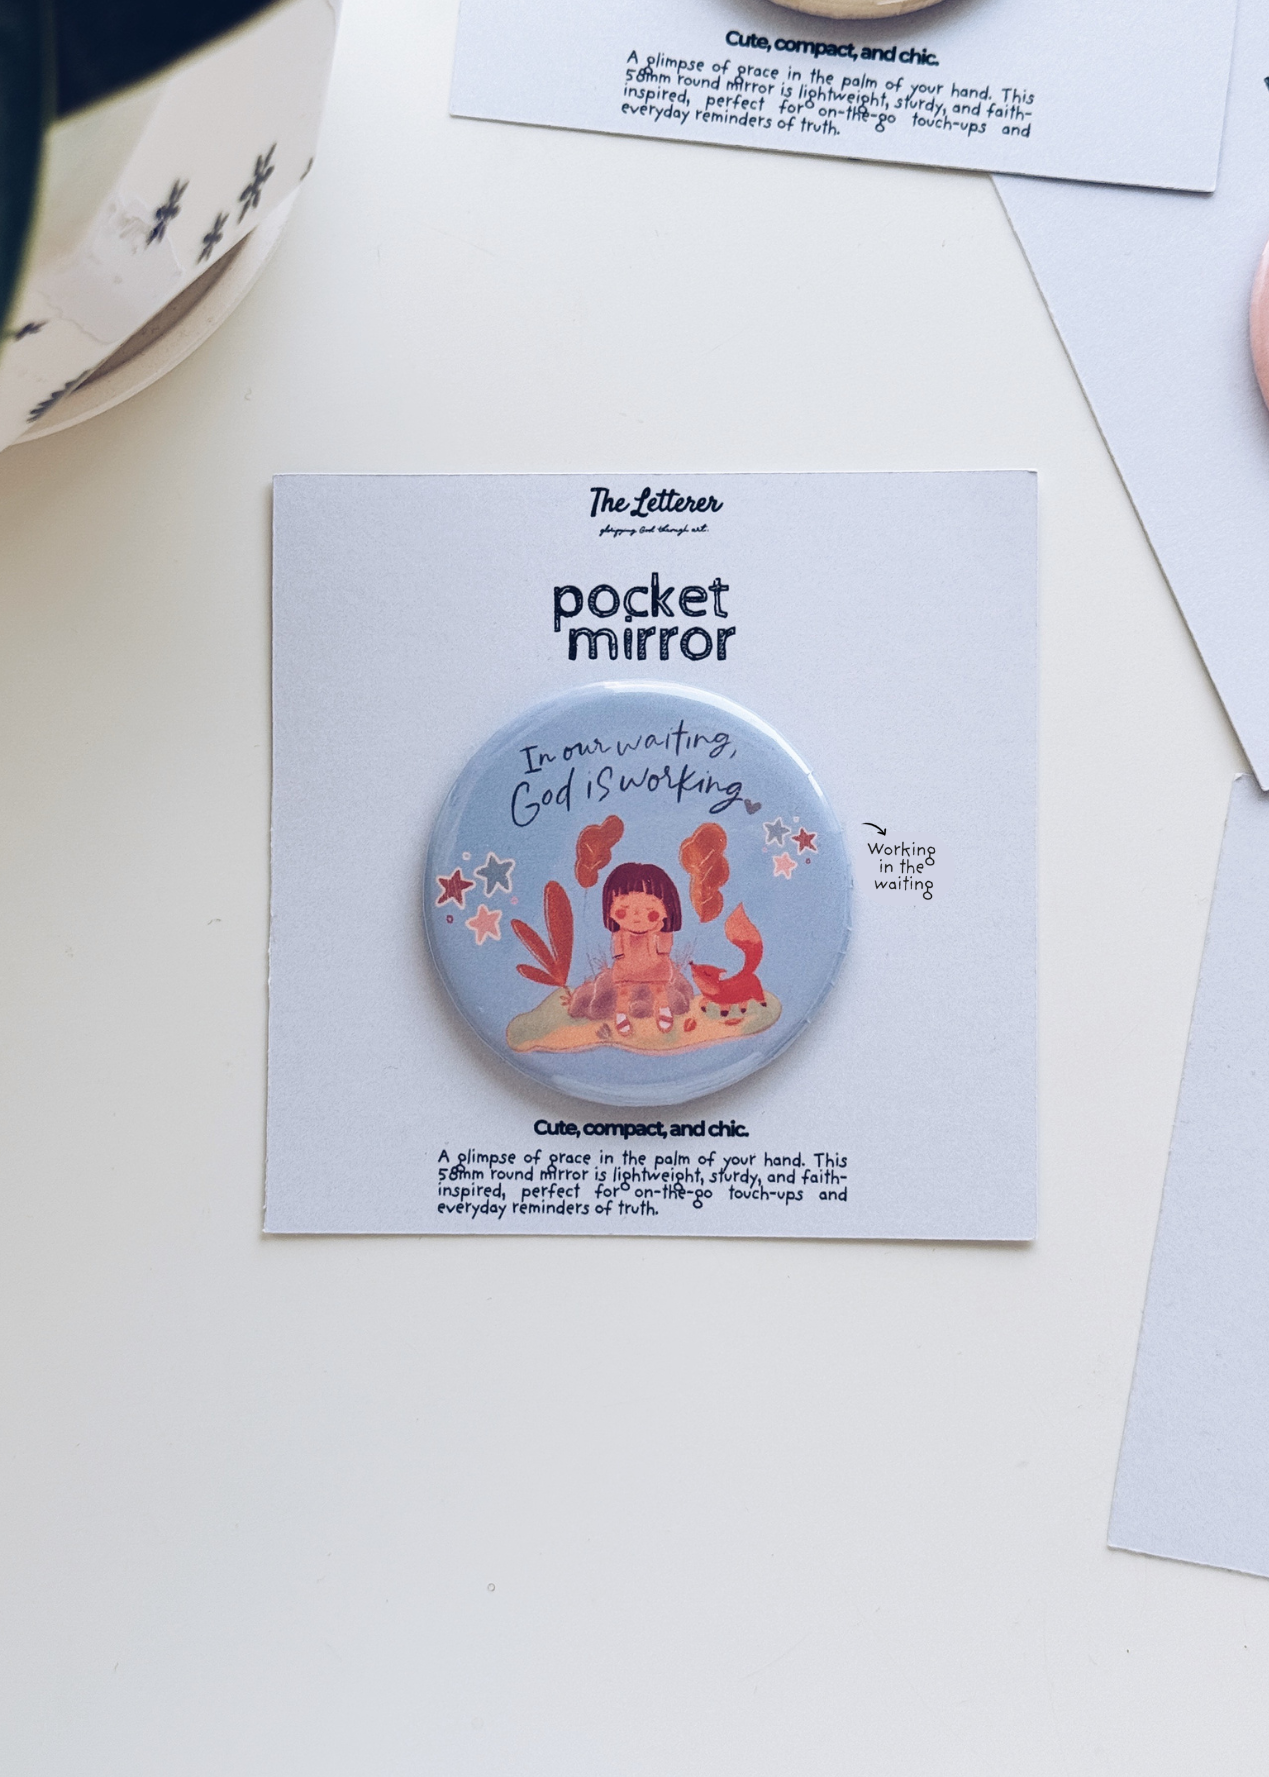 Cute, compact, and chic.
A glimpse of grace in the palm of your hand. This
58mm round mirror is lightweight, sturdy, and faith-
inspired, perfect for on-the-go touch-ups and
everyday reminders of truth.
The Letterer
glorifying God through art.
pocket
mirror
In our waiting,
God is working.
Working
in the
waiting
Cute, compact, and chic.
A glimpse of grace in the palm of your hand. This
58mm round mirror is lightweight, sturdy, and faith-
inspired, perfect for on-the-go touch-ups and
everyday reminders of truth.